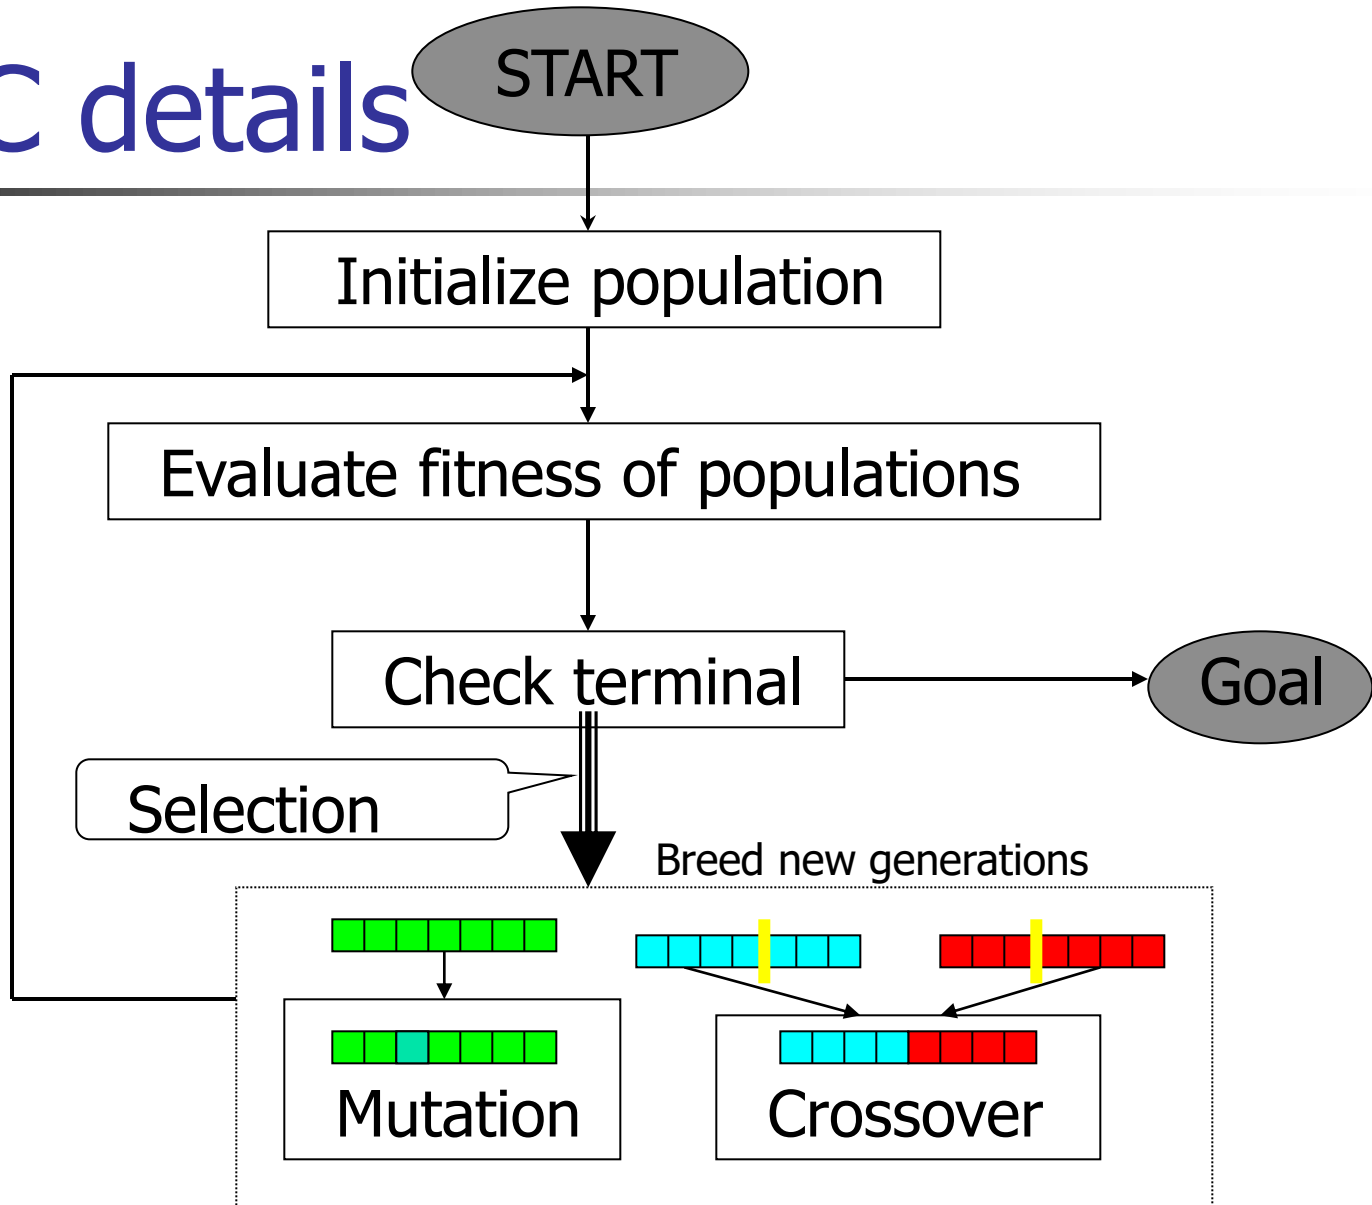 C details
START
Initialize population
Evaluate fitness of populations
Check terminal
Goal
Selection
Breed new generations
Mutation
Crossover